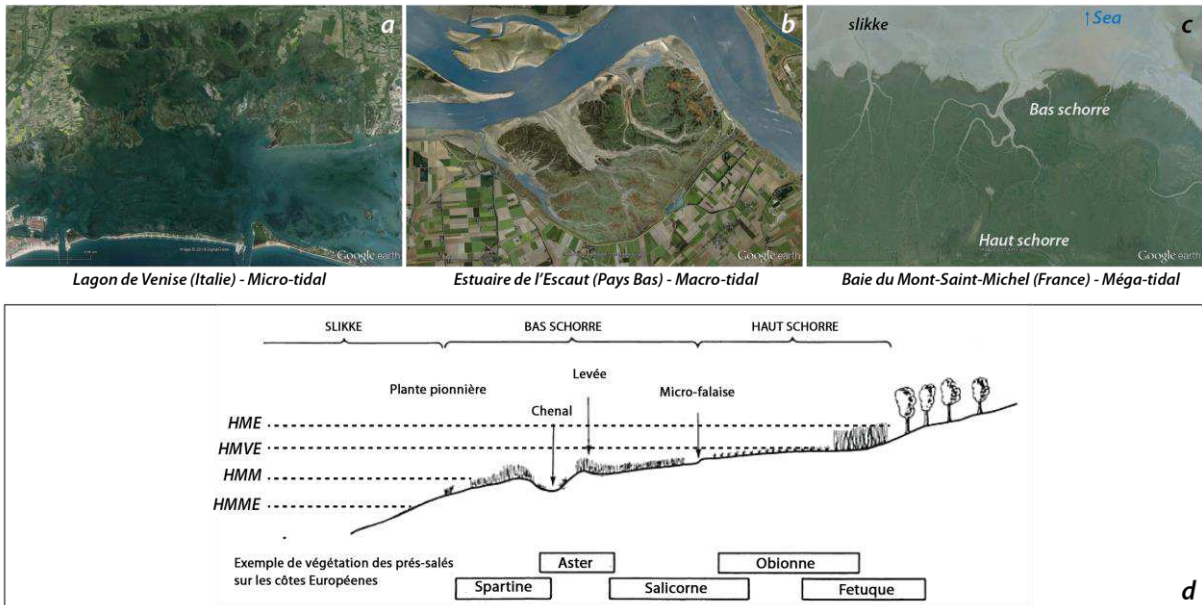 a
Google earth
Lagon de Venise (Italie) - Micro-tidal
b
Google earth
Estuaire de l'Escaut (Pays Bas) - Macro-tidal
slikke
↑ Sea
c
Bas schorre
Haut schorre
Google earth
Baie du Mont-Saint-Michel (France) - Méga-tidal
SLIKKE
BAS SCHORRE
HAUT SCHORRE
Plante pionnière
Levée
Chenal
Micro-falaise
HME
HMVE
HMM
HMME
Exemple de végétation des prés-salés
sur les côtes Européenes
Aster
Obionne
Spartine
Salicorne
Fetuque
d